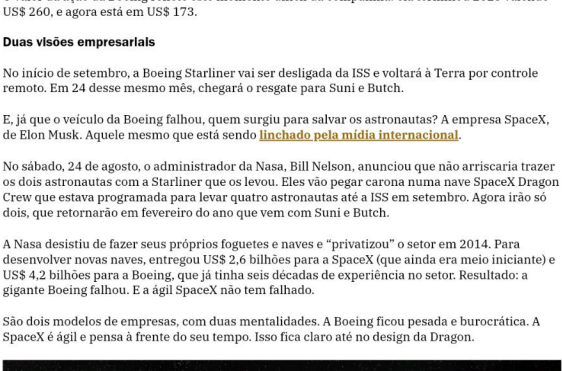 US$ 260, e agora está em US$ 173.
Duas visões empresariais
No início de setembro, a Boeing Starliner vai ser desligada da ISS e voltará à Terra por controle
remoto. Em 24 desse mesmo mês, chegará o resgate para Suni e Butch.
E, já que o veículo da Boeing falhou, quem surgiu para salvar os astronautas? A empresa SpaceX,
de Elon Musk. Aquele mesmo que está sendo linchado pela mídia internacional.
No sábado, 24 de agosto, o administrador da Nasa, Bill Nelson, anunciou que não arriscaria trazer
os dois astronautas com a Starliner que os levou. Eles vão pegar carona numa nave SpaceX Dragon
Crew que estava programada para levar quatro astronautas até a ISS em setembro. Agora irão só
dois, que retornarão em fevereiro do ano que vem com Suni e Butch.
A Nasa desistiu de fazer seus próprios foguetes e naves e “privatizou” o setor em 2014. Para
desenvolver novas naves, entregou US$ 2,6 bilhões para a SpaceX (que ainda era meio iniciante) e
US$ 4,2 bilhões para a Boeing, que já tinha seis décadas de experiência no setor. Resultado: a
gigante Boeing falhou. E a ágil SpaceX não tem falhado.
São dois modelos de empresas, com duas mentalidades. A Boeing ficou pesada e burocrática. A
SpaceX é ágil e pensa à frente do seu tempo. Isso fica claro até no design da Dragon.